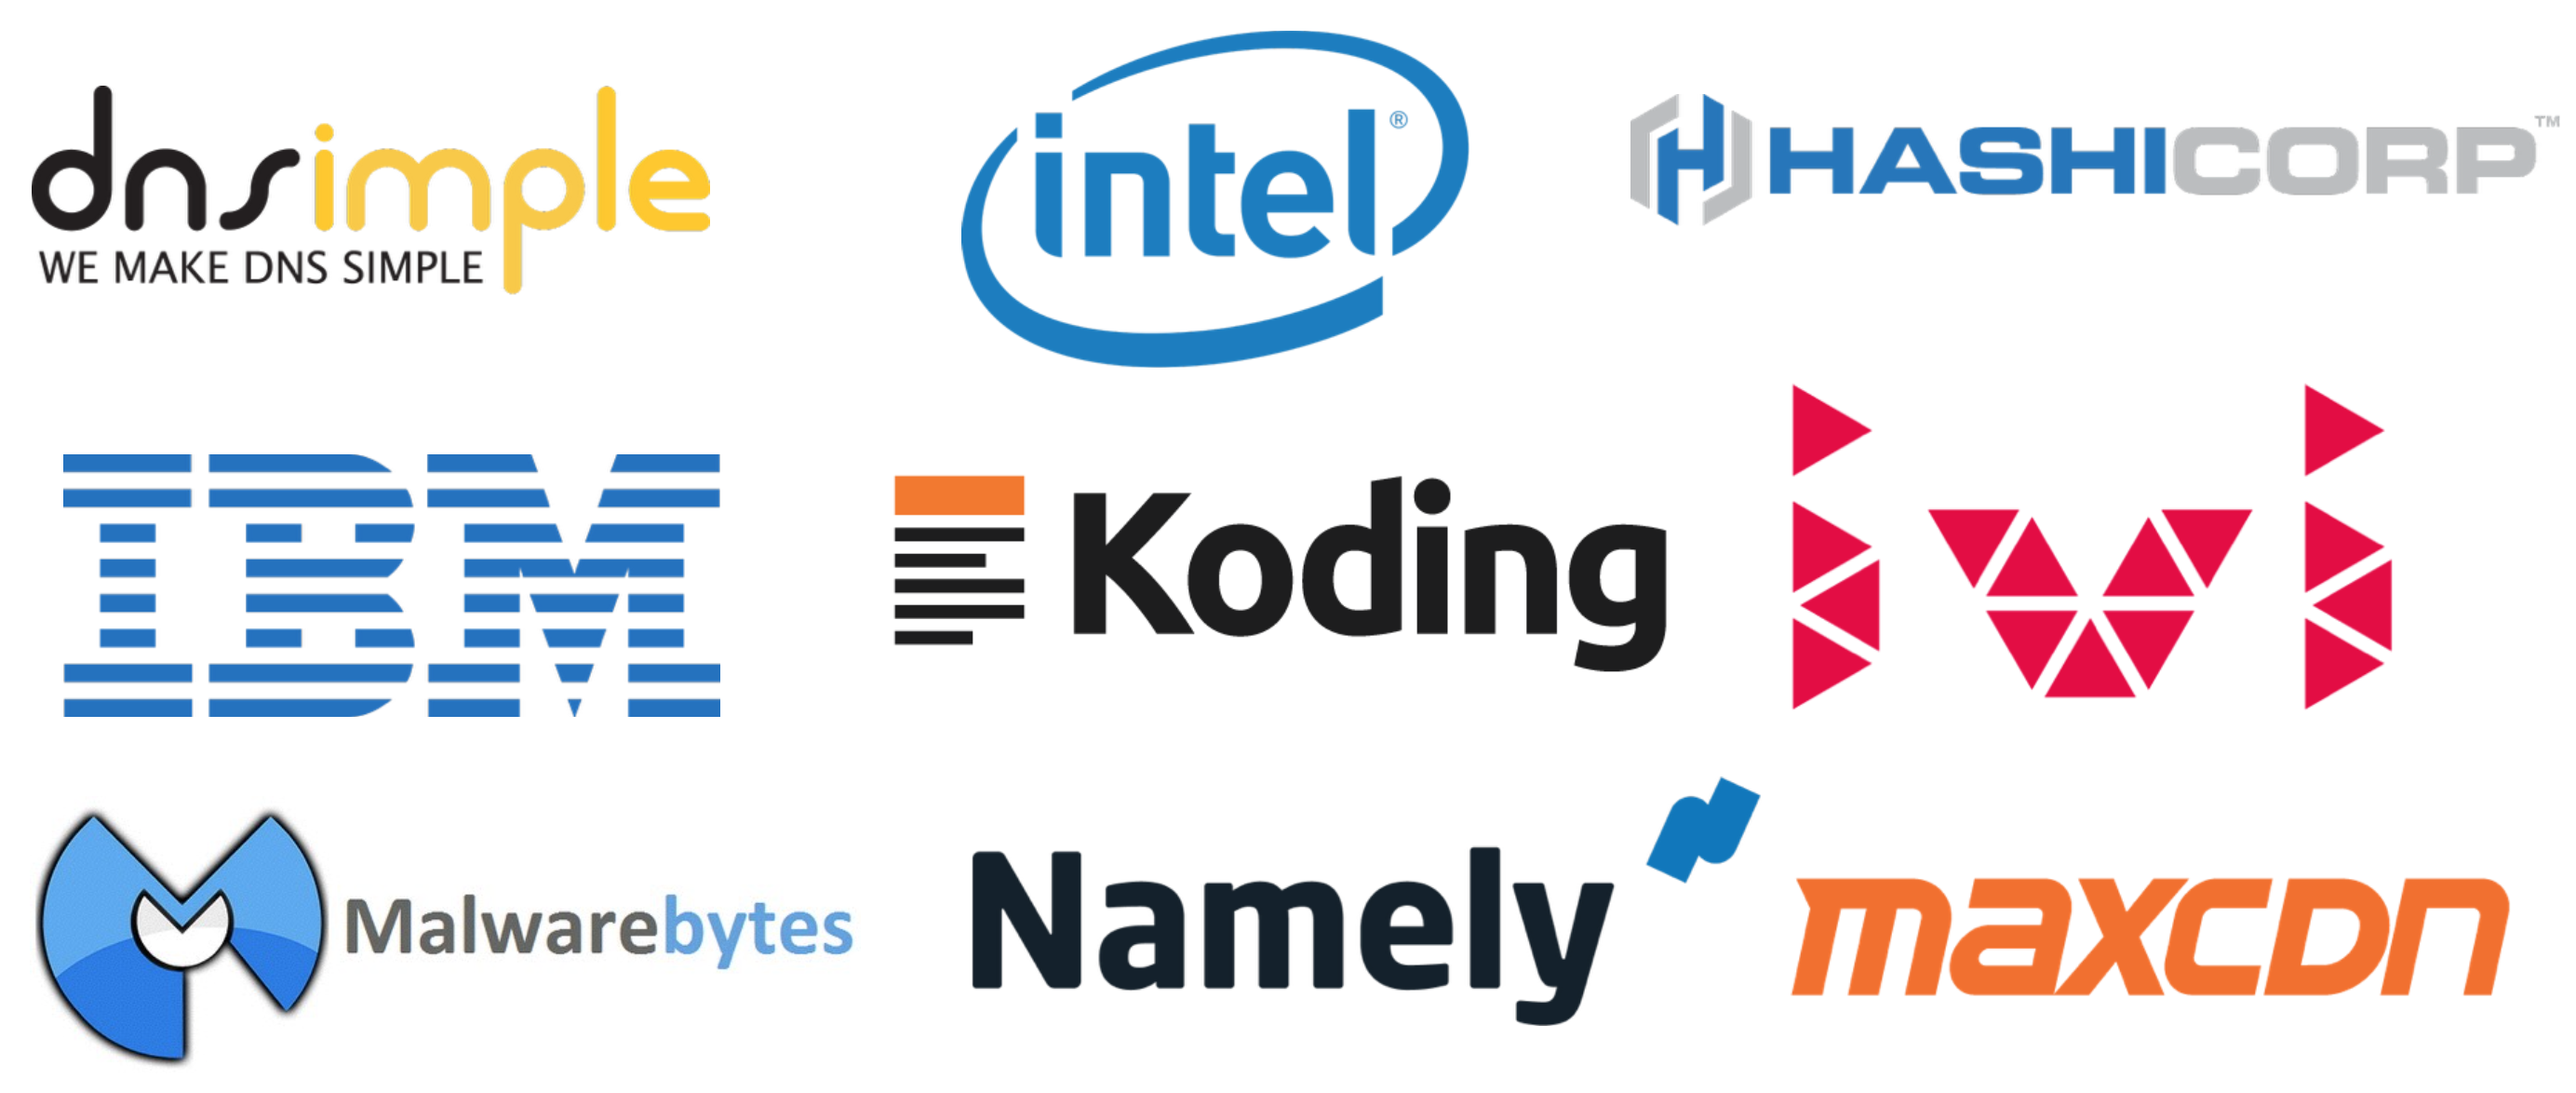 dnsimple
WE MAKE DNS SIMPLE
intel®
HASHICORP™
IBM
Koding
ivi
Malwarebytes
Namely
maxcdn